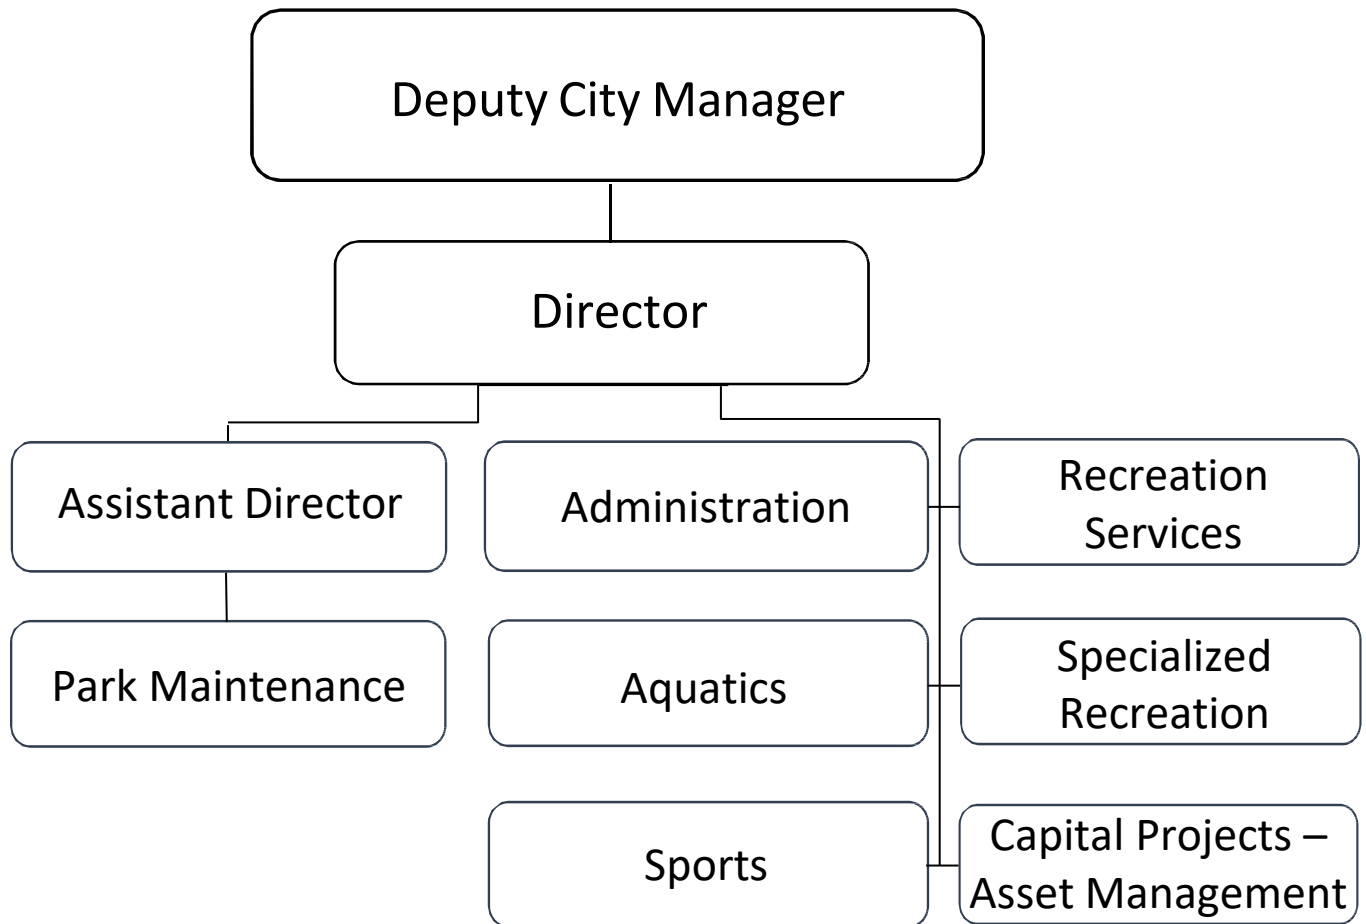 Deputy City Manager
Director
Assistant Director
Administration
Recreation
Services
Park Maintenance
Aquatics
Specialized
Recreation
Sports
Capital Projects –
Asset Management